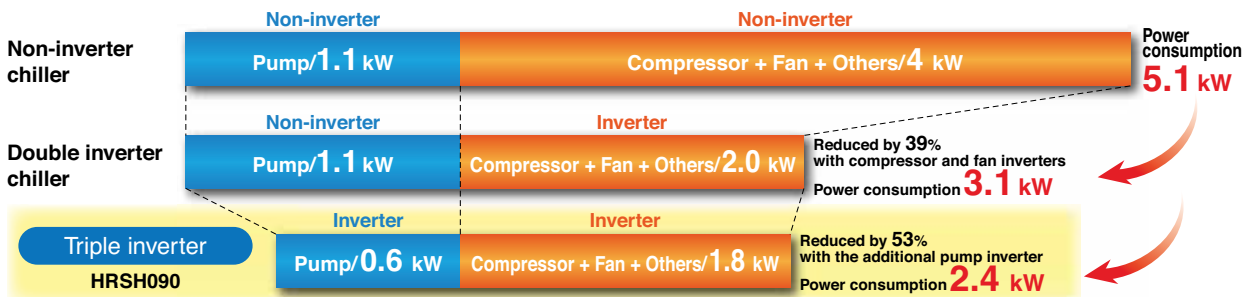 Non-inverter
Non-inverter
Non-inverter
chiller
Pump/1.1 kW
Compressor + Fan + Others/4 kW
Power
consumption
5.1 kW
Non-inverter
Inverter
Double inverter
chiller
Pump/1.1 kW
Compressor + Fan + Others/2.0 kW
Reduced by 39%
with compressor and fan inverters
Power consumption 3.1 kW
Inverter
Inverter
Triple inverter
HRSH090
Pump/0.6 kW
Compressor + Fan + Others/1.8 kW
Reduced by 53%
with the additional pump inverter
Power consumption 2.4 kW